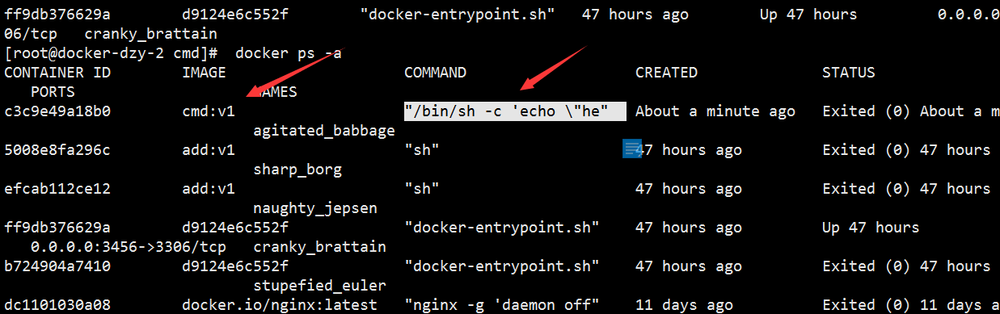 ff9db376629a        d9124e6c552f        "docker-entrypoint.sh"   47 hours ago        Up 47 hours         0.0.0.0
06/tcp   cranky_brattain
[root@docker-dzy-2 cmd]#  docker ps -a
CONTAINER ID        IMAGE                    COMMAND                  CREATED              STATUS
   PORTS                    NAMES
c3c9e49a18b0        cmd:v1                   "/bin/sh -c 'echo \"he"   About a minute ago   Exited (0) About a m
                            agitated_babbage
5008e8fa296c        add:v1                   "sh"                     47 hours ago         Exited (0) 47 hours
                            sharp_borg
efcab112ce12        add:v1                   "sh"                     47 hours ago         Exited (0) 47 hours
                            naughty_jepsen
ff9db376629a        d9124e6c552f             "docker-entrypoint.sh"   47 hours ago         Up 47 hours
   0.0.0.0:3456->3306/tcp   cranky_brattain
b724904a7410        d9124e6c552f             "docker-entrypoint.sh"   47 hours ago         Exited (0) 47 hours
                            stupefied_euler
dc1101030a08        docker.io/nginx:latest   "nginx -g 'daemon off"   11 days ago          Exited (0) 11 days a